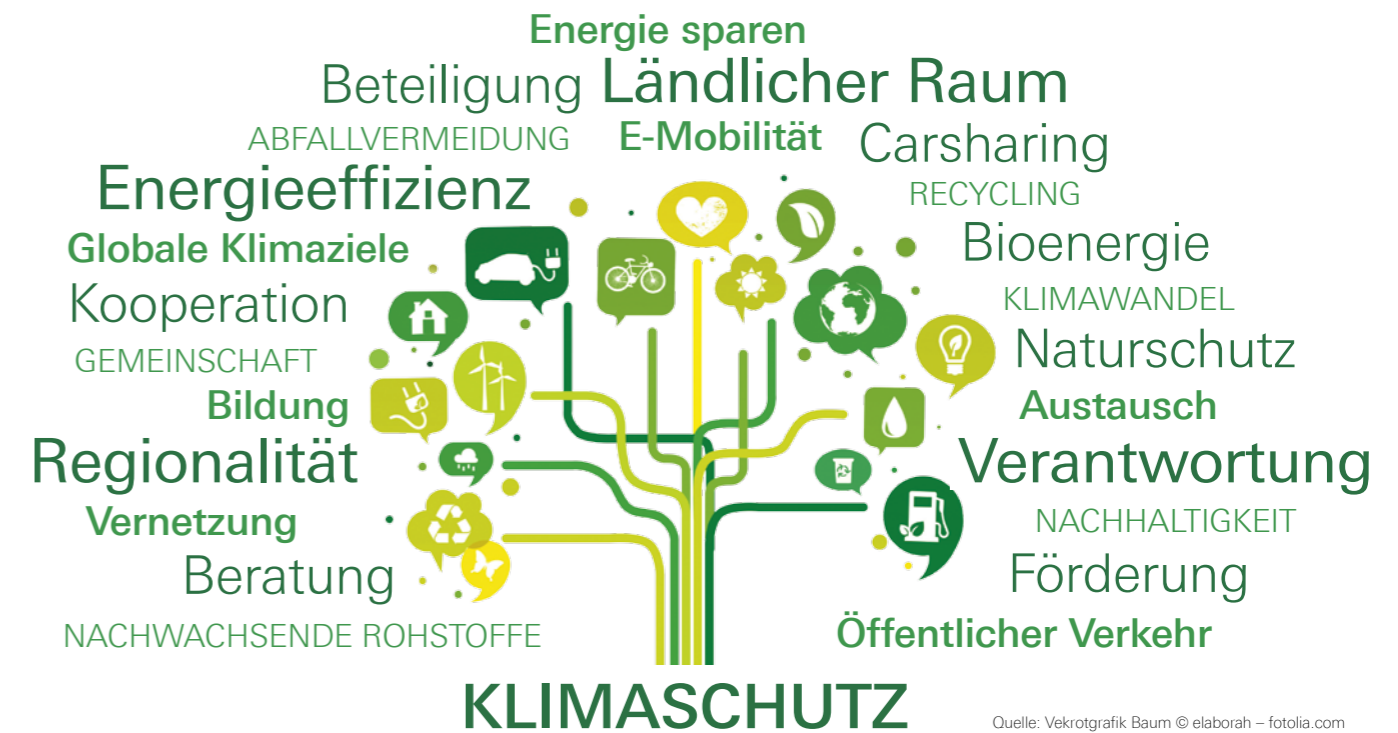 Energie sparen
Beteiligung Ländlicher Raum
ABFALLVERMEIDUNG E-Mobilität Carsharing
Energieeffizienz RECYCLING
Globale Klimaziele Bioenergie
Kooperation KLIMAWANDEL
GEMEINSCHAFT Naturschutz
Bildung Austausch
Regionalität Verantwortung
Vernetzung NACHHALTIGKEIT
Beratung Förderung
NACHWACHSENDE ROHSTOFFE Öffentlicher Verkehr
KLIMASCHUTZ
Quelle: Vekrotgrafik Baum © elaborah – fotolia.com